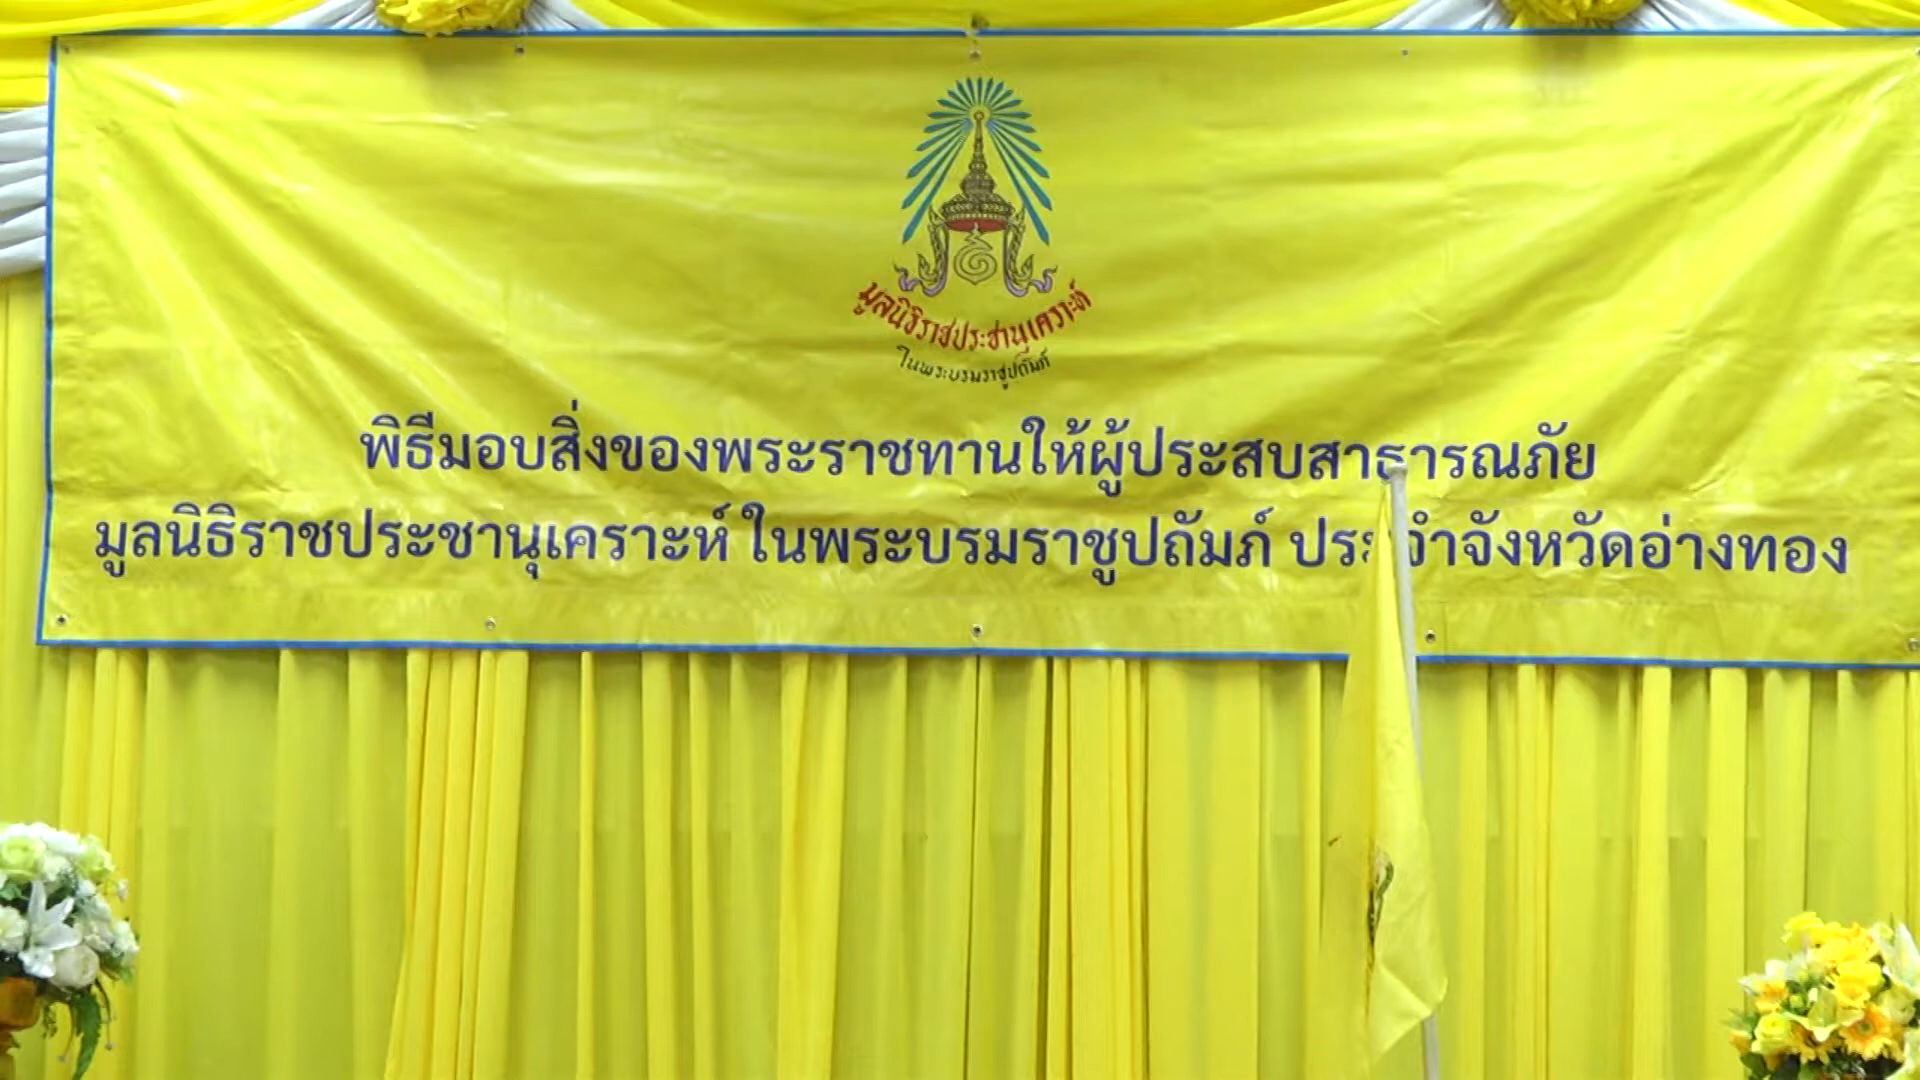 มูลนิธิราชประชานุเคราะห์
ในพระบรมราชูปถัมภ์
พิธีมอบสิ่งของพระราชทานให้ผู้ประสบสาธารณภัย
มูลนิธิราชประชานุเคราะห์ ในพระบรมราชูปถัมภ์ ประจำจังหวัดอ่างทอง